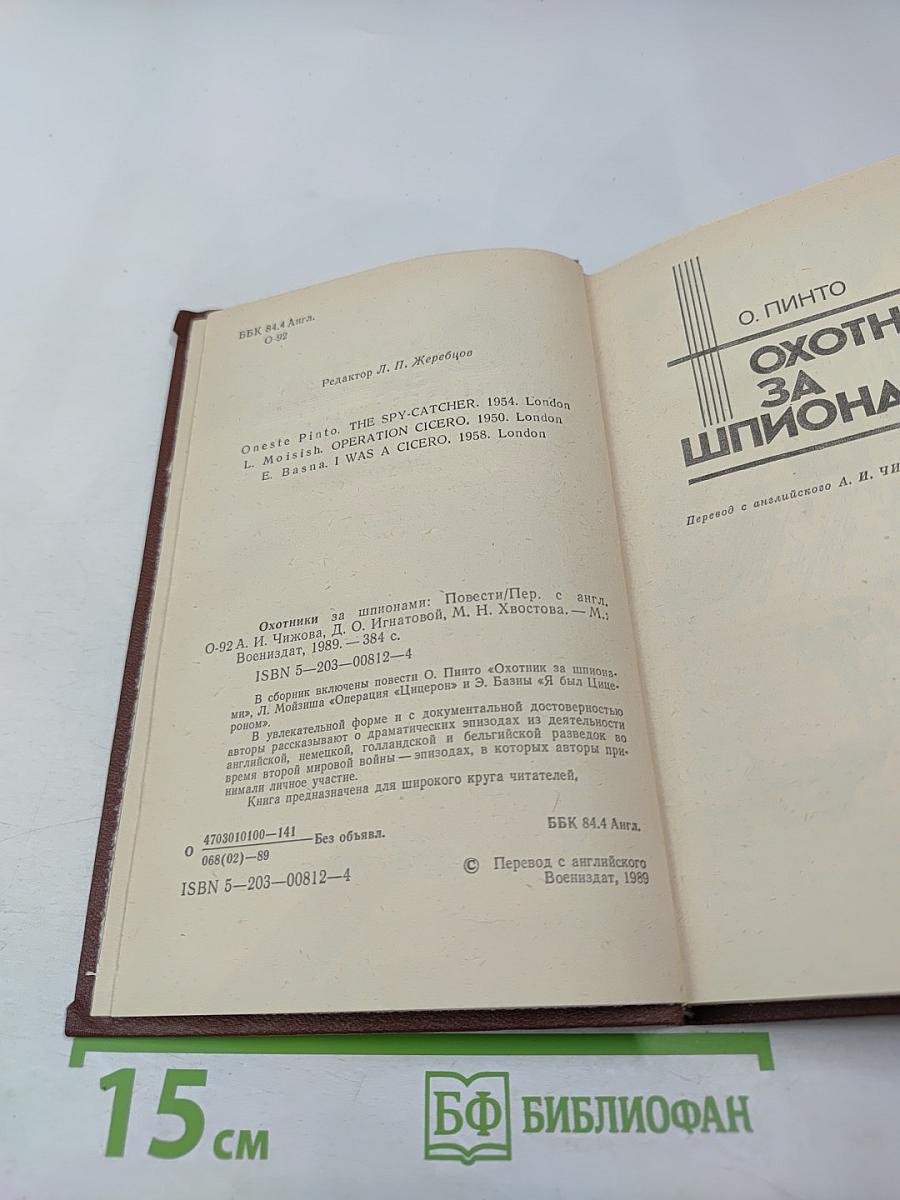 ББК 84.4 Англ.
О-92
Редактор Л. П. Жеребцов
Oneste Pinto. THE SPY-CATCHER. 1954. London
L. Moisish. OPERATION CICERO. 1950. London
E. Basna. I WAS A CICERO. 1958. London
Охотники за шпионами: Повести/Пер. с англ.
О-92 А. И. Чижова, Д. О. Игнатовой, М. Н. Хвостова. — М.:
Воениздат, 1989. — 384 с.
ISBN 5—203—00812—4
В сборник включены повести О. Пинто «Охотник за шпиона-
ми», Л. Мойзиша «Операция «Цицерон» и Э. Базны «Я был Цице-
роном».
В увлекательной форме и с документальной достоверностью
авторы рассказывают о драматических эпизодах из деятельности
английской, немецкой, голландской и бельгийской разведок во
время второй мировой войны — эпизодах, в которых авторы при-
нимали личное участие.
Книга предназначена для широкого круга читателей.
О 4703010100—141
068(02)—89
Без объявл.
ББК 84.4 Англ.
ISBN 5—203—00812—4
© Перевод с английского
Воениздат, 1989
О. ПИНТО
ОХОТН
ЗА
ШПИОНА
Перевод с английского А. И. ЧИ
15 см
БФ БИБЛИОФАН